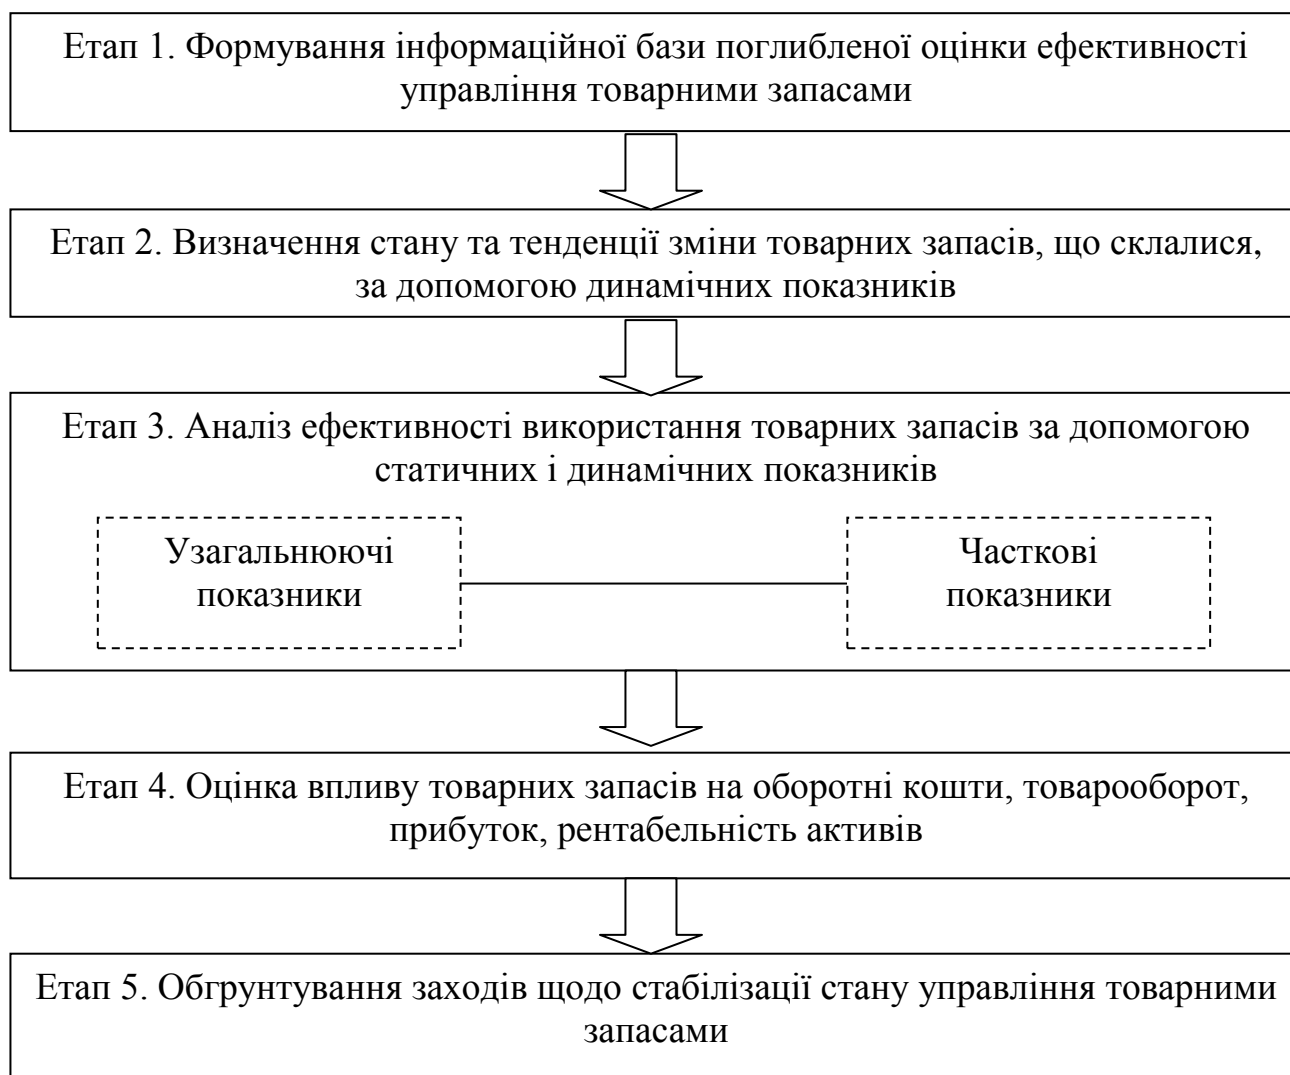 Етап 1. Формування інформаційної бази поглибленої оцінки ефективності
управління товарними запасами
Етап 2. Визначення стану та тенденції зміни товарних запасів, що склалися,
за допомогою динамічних показників
Етап 3. Аналіз ефективності використання товарних запасів за допомогою
статичних і динамічних показників
Узагальнюючі
показники
Часткові
показники
Етап 4. Оцінка впливу товарних запасів на оборотні кошти, товарооборот,
прибуток, рентабельність активів
Етап 5. Обгрунтування заходів щодо стабілізації стану управління товарними
запасами